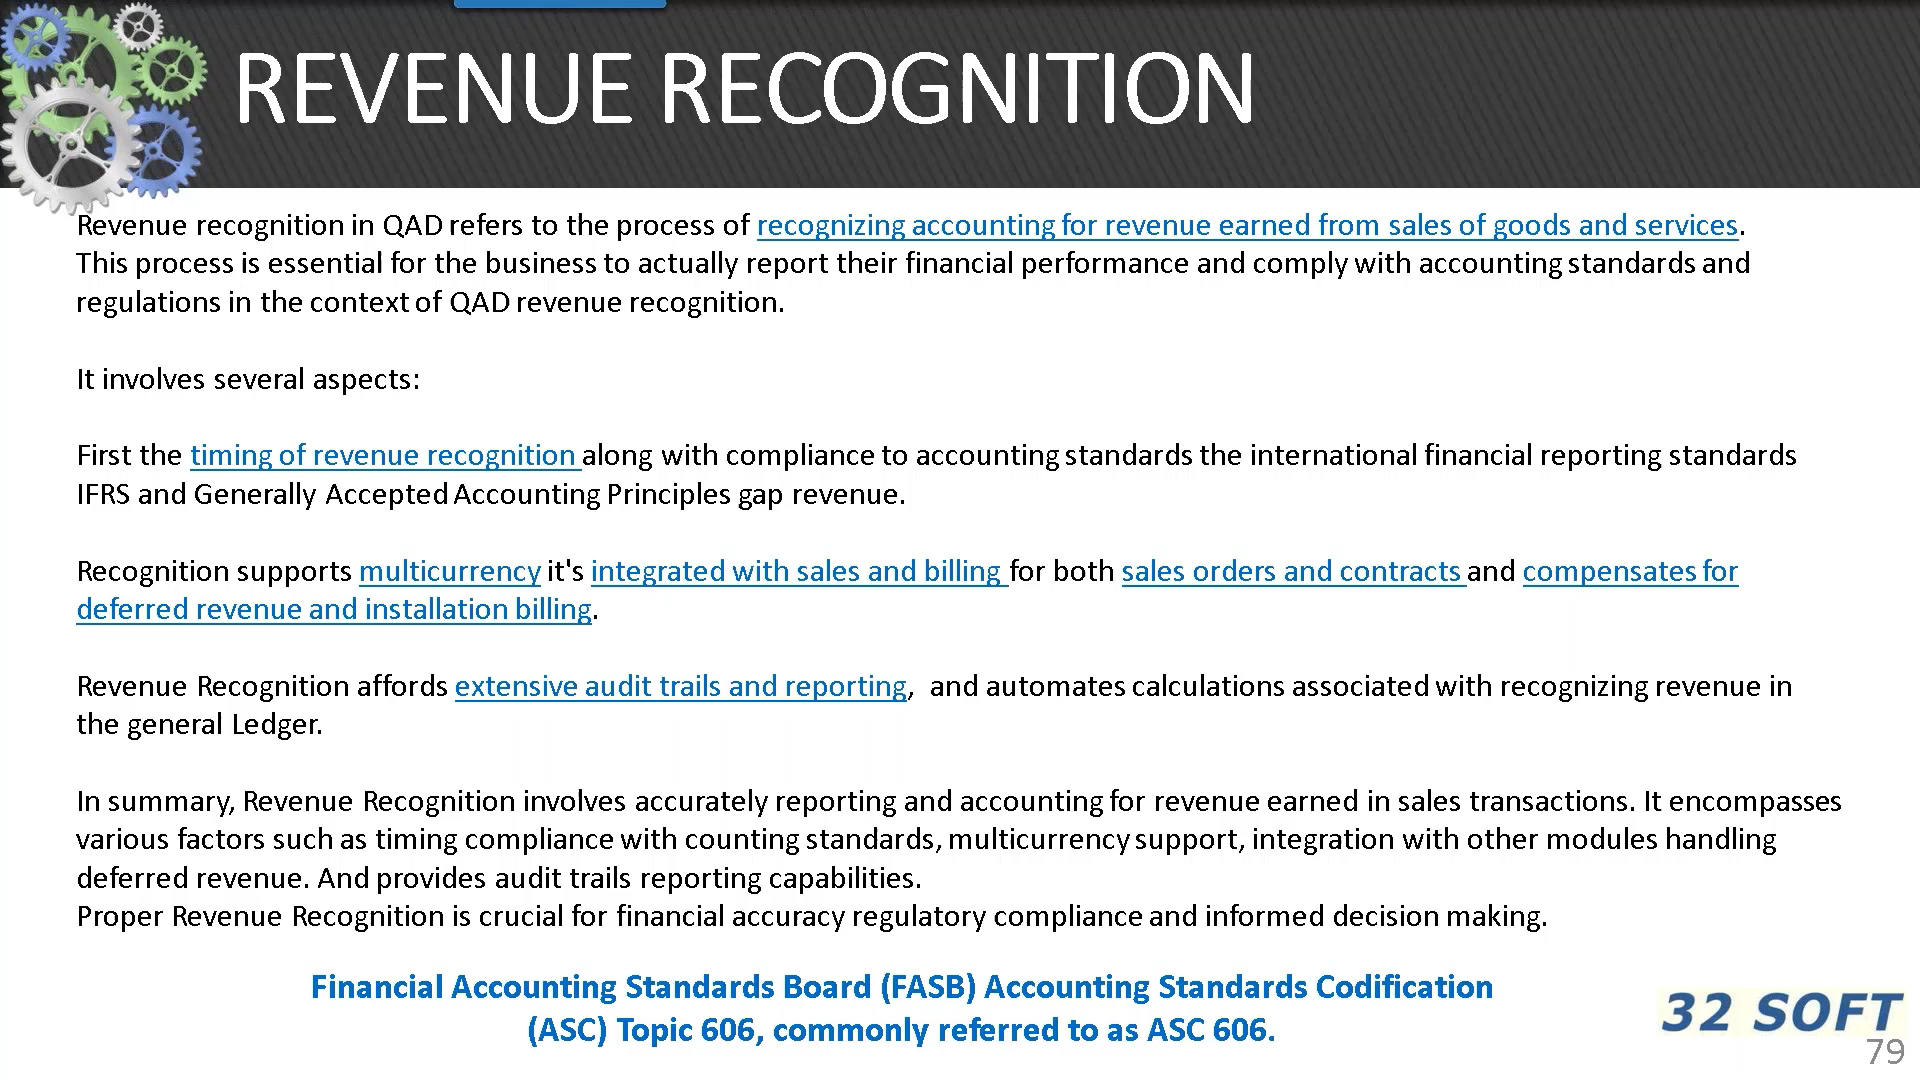 REVENUE RECOGNITION
Revenue recognition in QAD refers to the process of recognizing accounting for revenue earned from sales of goods and services.
This process is essential for the business to actually report their financial performance and comply with accounting standards and
regulations in the context of QAD revenue recognition.
It involves several aspects:
First the timing of revenue recognition along with compliance to accounting standards the international financial reporting standards
IFRS and Generally Accepted Accounting Principles gap revenue.
Recognition supports multicurrency it's integrated with sales and billing for both sales orders and contracts and compensates for
deferred revenue and installation billing.
Revenue Recognition affords extensive audit trails and reporting, and automates calculations associated with recognizing revenue in
the general Ledger.
In summary, Revenue Recognition involves accurately reporting and accounting for revenue earned in sales transactions. It encompasses
various factors such as timing compliance with counting standards, multicurrency support, integration with other modules handling
deferred revenue. And provides audit trails reporting capabilities.
Proper Revenue Recognition is crucial for financial accuracy regulatory compliance and informed decision making.
Financial Accounting Standards Board (FASB) Accounting Standards Codification
(ASC) Topic 606, commonly referred to as ASC 606.
32 SOFT
79